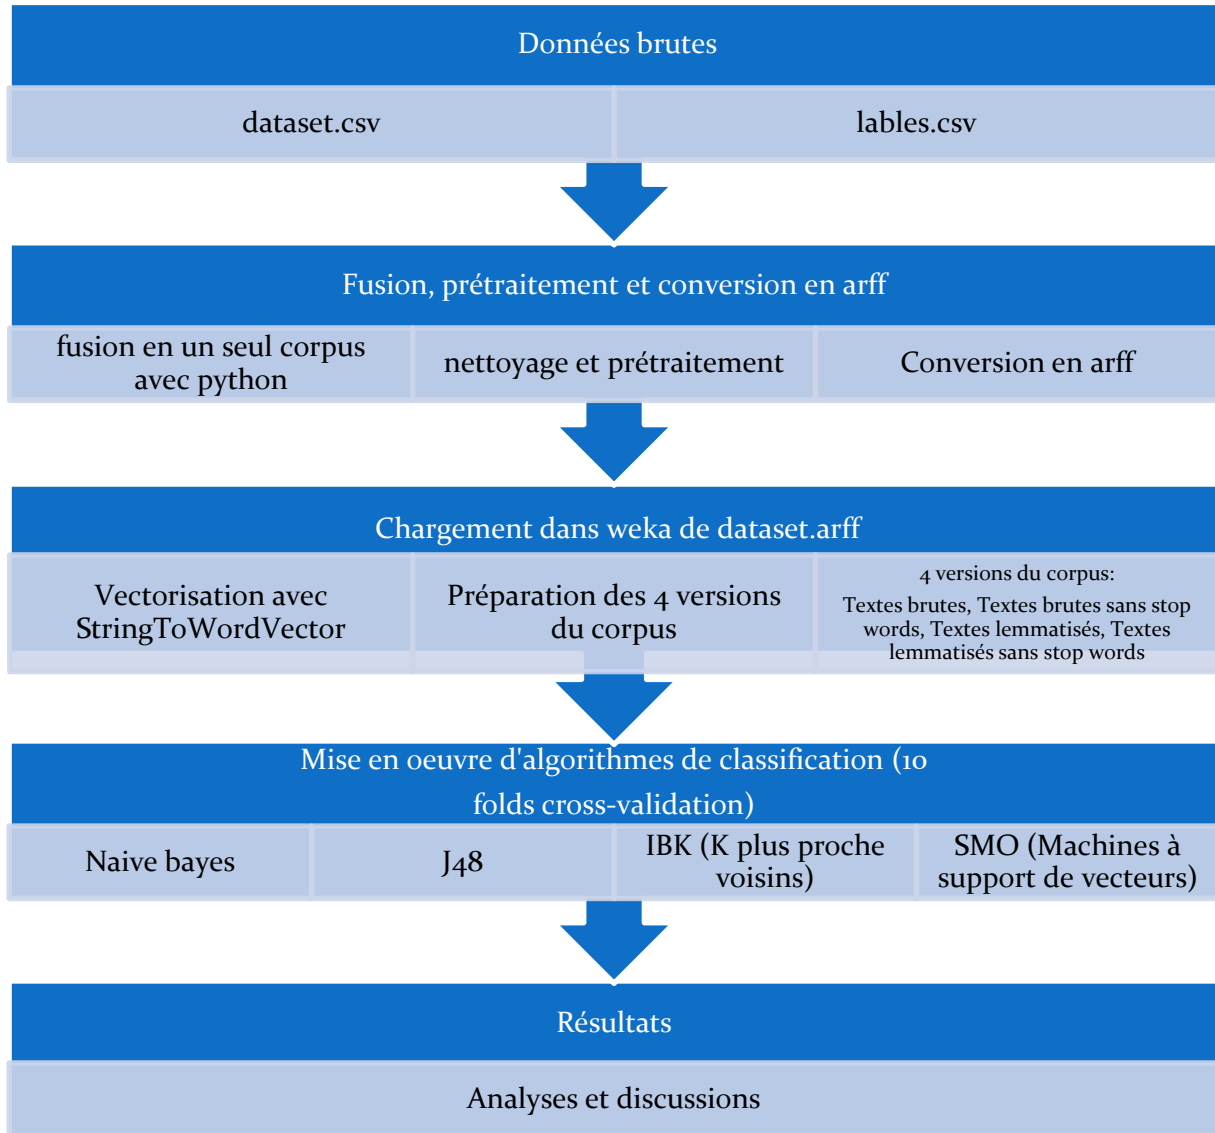 Données brutes
dataset.csv
lables.csv
Fusion, prétraitement et conversion en arff
fusion en un seul corpus
avec python
nettoyage et prétraitement
Conversion en arff
Chargement dans weka de dataset.arff
Vectorisation avec
StringToWordVector
Préparation des 4 versions
du corpus
4 versions du corpus:
Textes brutes, Textes brutes sans stop
words, Textes lemmatisés, Textes
lemmatisés sans stop words
Mise en oeuvre d'algorithmes de classification (10
folds cross-validation)
Naive bayes
J48
IBK (K plus proche
voisins)
SMO (Machines à
support de vecteurs)
Résultats
Analyses et discussions